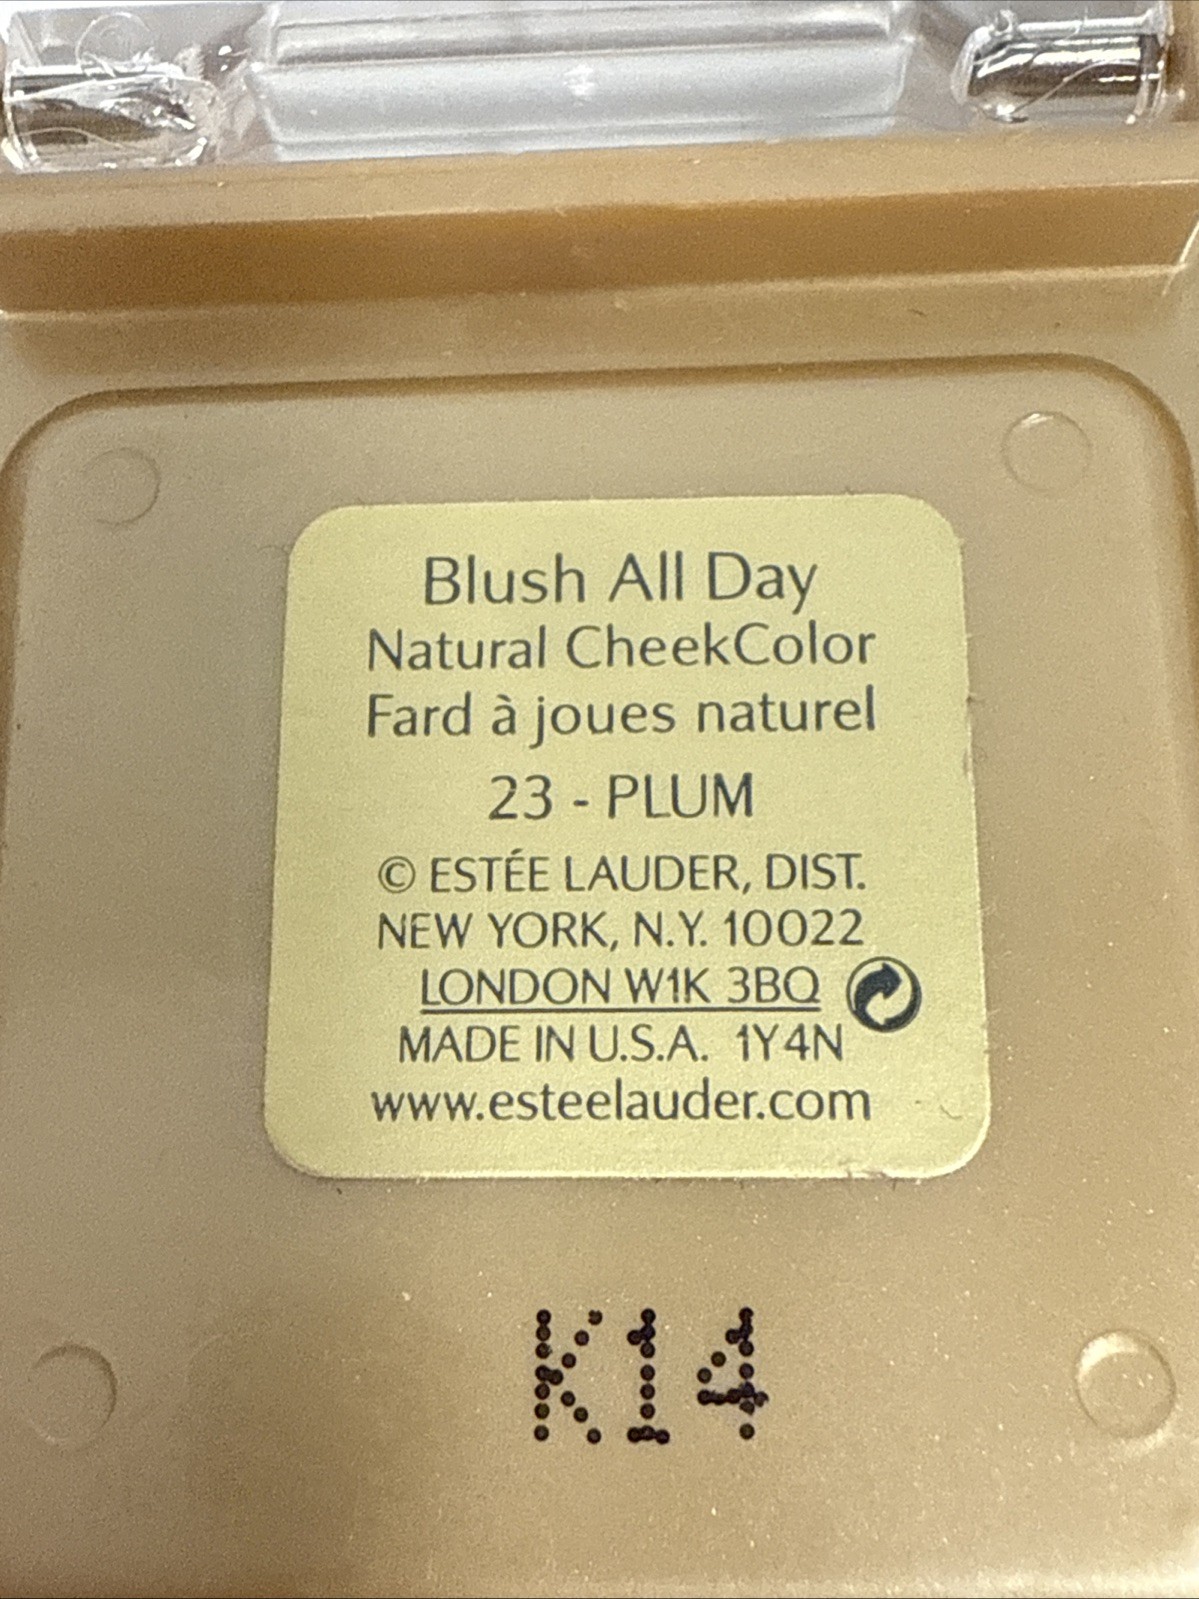 Blush All Day
Natural CheekColor
Fard à joues naturel
23 - PLUM
© ESTÉE LAUDER, DIST.
NEW YORK, N.Y. 10022
LONDON W1K 3BQ
MADE IN U.S.A. 1Y4N
www.esteelauder.com
K14